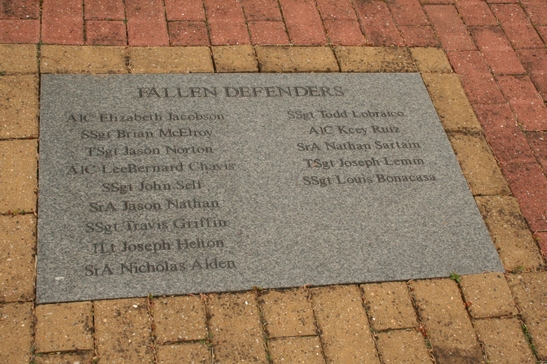 FALLEN DEFENDERS
A1C Elizabeth Jacobson
SSgt Brian McElroy
TSgt Jason Norton
A1C LeeBernard Chavis
SSgt John Self
SrA Jason Nathan
SSgt Travis Griffin
1Lt Joseph Helton
SrA Nicholas Alden
SSgt Todd Lobraico
A1C Kcey Ruiz
SrA Nathan Sartain
TSgt Joseph Lemm
SSgt Louis Bonacasa